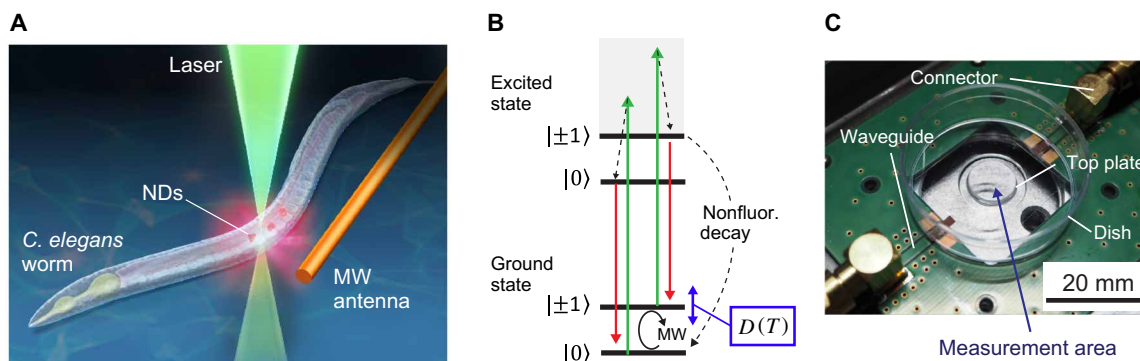 A
Laser
NDs
C. elegans
worm
MW
antenna
B
Excited
state
|±1⟩
|0⟩
Nonfluor.
decay
Ground
state
|±1⟩
MW
D(T)
|0⟩
C
Connector
Waveguide
Top plate
Dish
20 mm
Measurement area